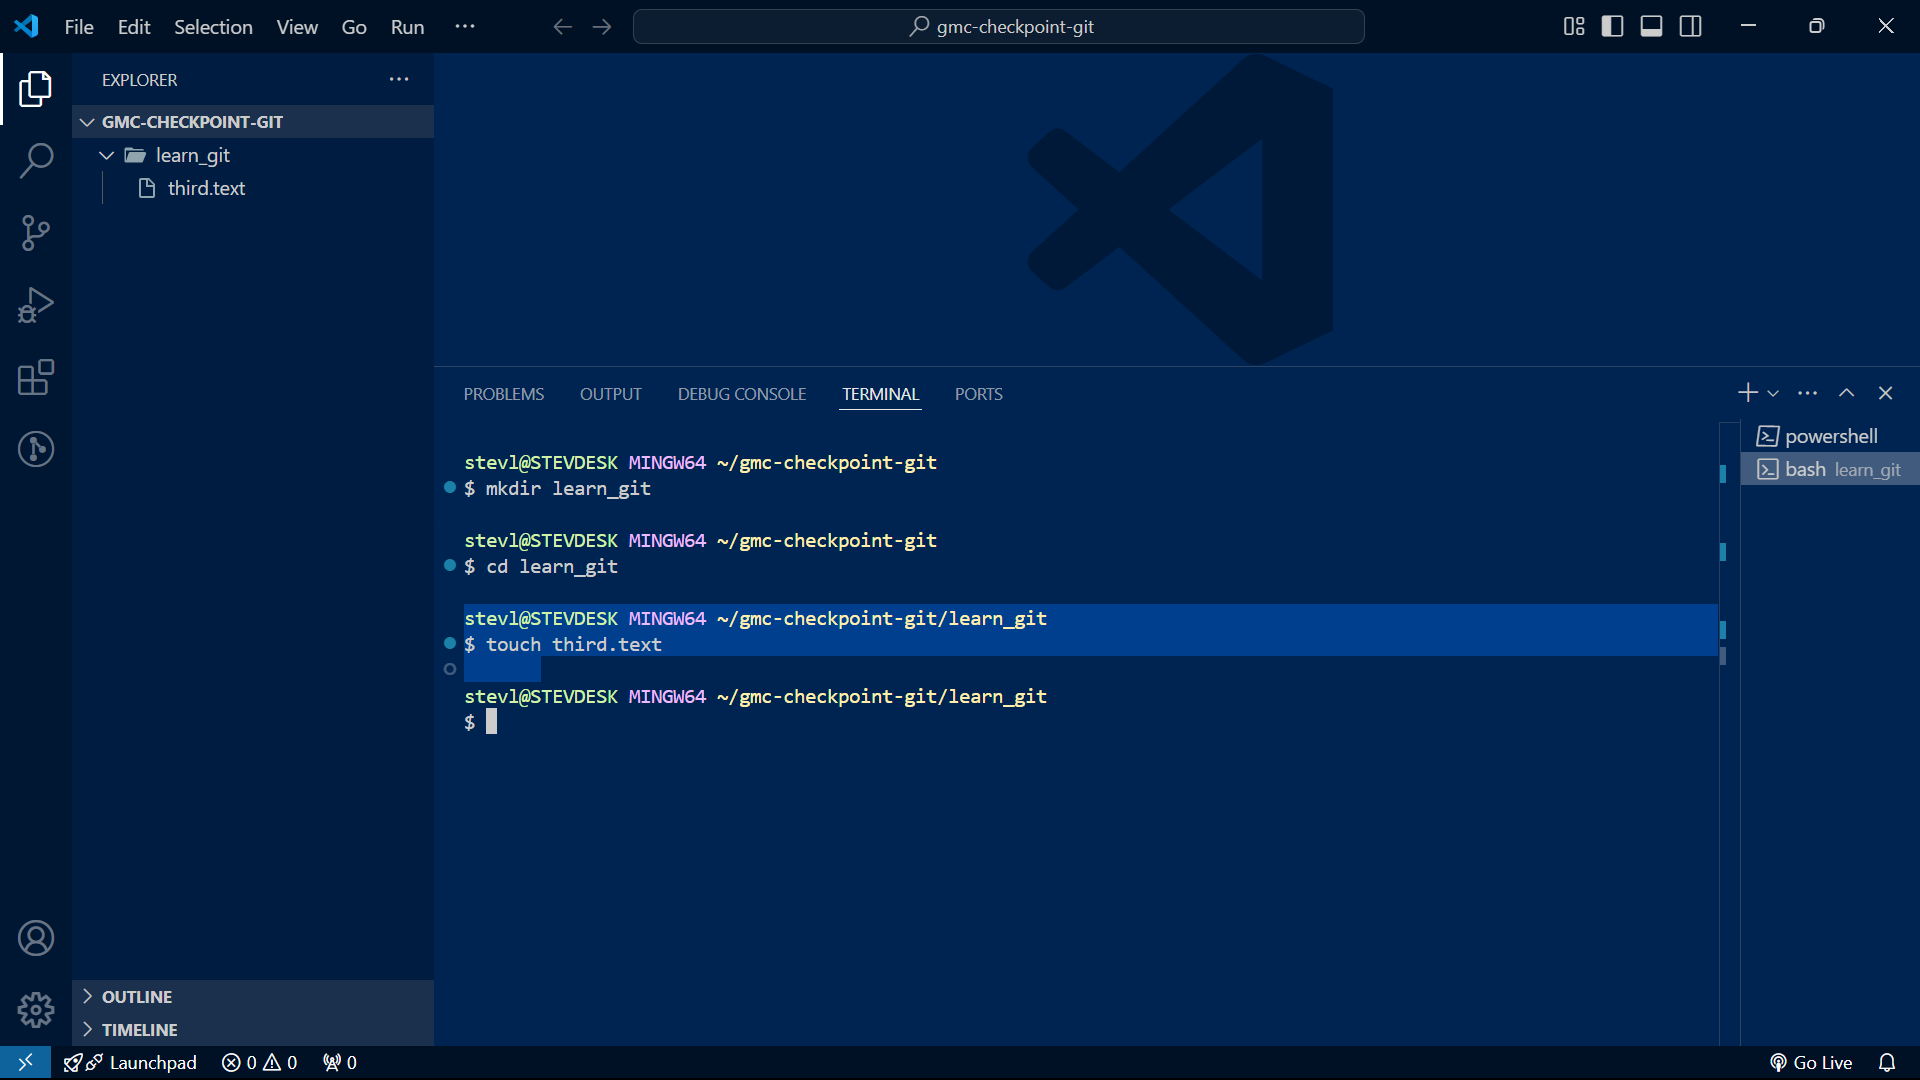 File Edit Selection View Go Run ···
gmc-checkpoint-git
EXPLORER ···
GMC-CHECKPOINT-GIT
learn_git
third.text
PROBLEMS OUTPUT DEBUG CONSOLE TERMINAL PORTS
powershell
bash learn_git
stevl@STEVDESK MINGW64 ~/gmc-checkpoint-git
$ mkdir learn_git
stevl@STEVDESK MINGW64 ~/gmc-checkpoint-git
$ cd learn_git
stevl@STEVDESK MINGW64 ~/gmc-checkpoint-git/learn_git
$ touch third.text
stevl@STEVDESK MINGW64 ~/gmc-checkpoint-git/learn_git
$
OUTLINE
TIMELINE
Launchpad 0 0 0 Go Live